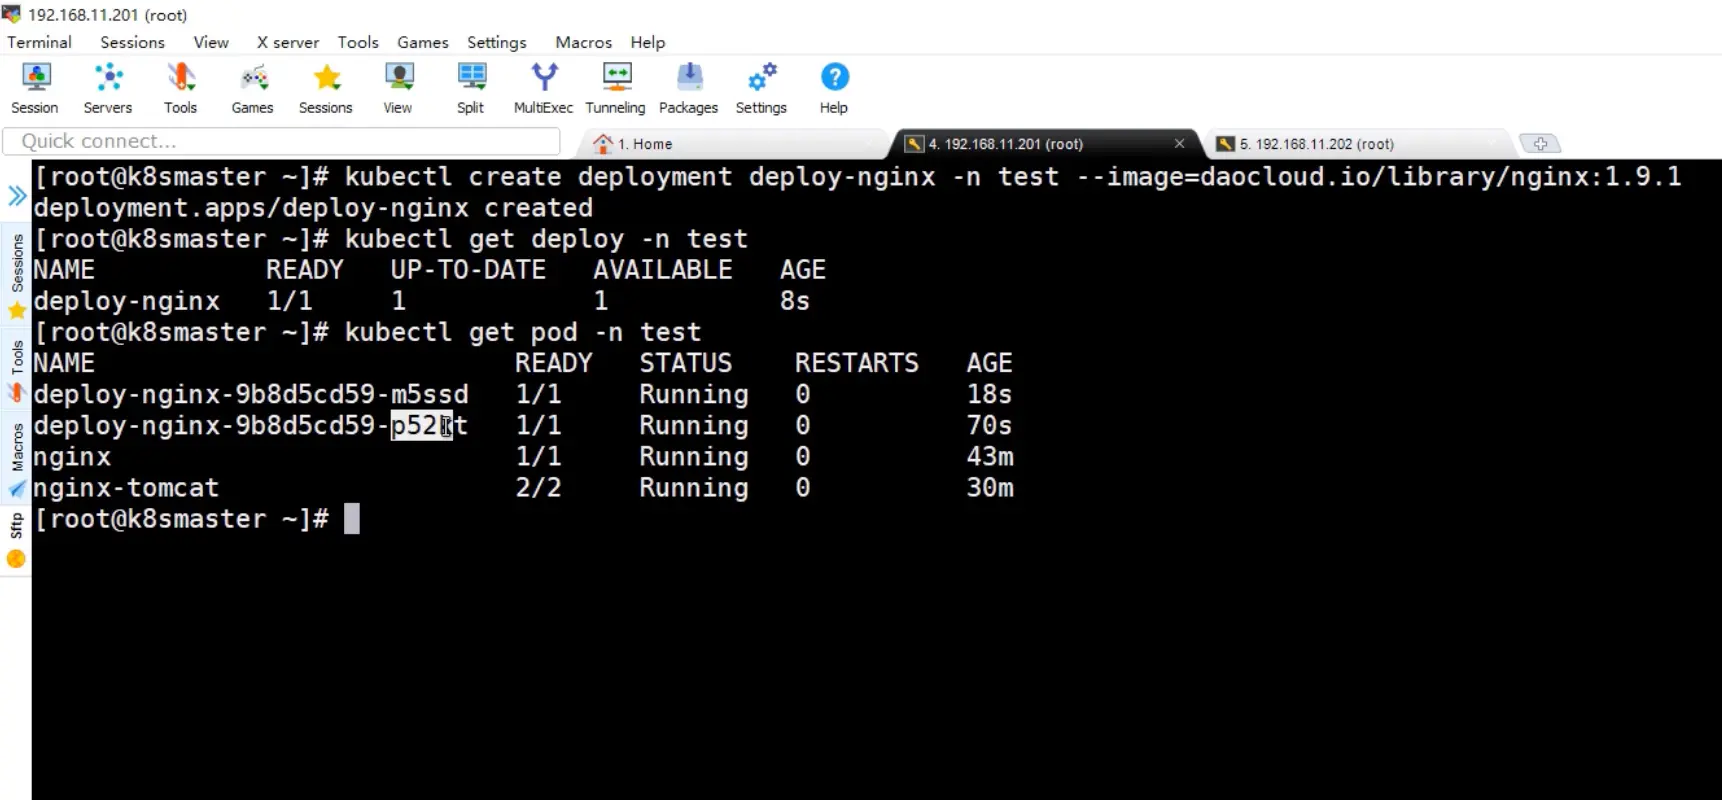 192.168.11.201 (root)
Terminal Sessions View X server Tools Games Settings Macros Help
Session Servers Tools Games Sessions View Split MultiExec Tunneling Packages Settings Help
Quick connect...
1. Home
4. 192.168.11.201 (root)
5. 192.168.11.202 (root)
Sessions
Tools
Macros
Sftp
[root@k8smaster ~]# kubectl create deployment deploy-nginx -n test --image=daocloud.io/library/nginx:1.9.1
deployment.apps/deploy-nginx created
[root@k8smaster ~]# kubectl get deploy -n test
NAME READY UP-TO-DATE AVAILABLE AGE
deploy-nginx 1/1 1 1 8s
[root@k8smaster ~]# kubectl get pod -n test
NAME READY STATUS RESTARTS AGE
deploy-nginx-9b8d5cd59-m5ssd 1/1 Running 0 18s
1/1 Running 0 70s
nginx 1/1 Running 0 43m
nginx-tomcat 2/2 Running 0 30m
[root@k8smaster ~]#